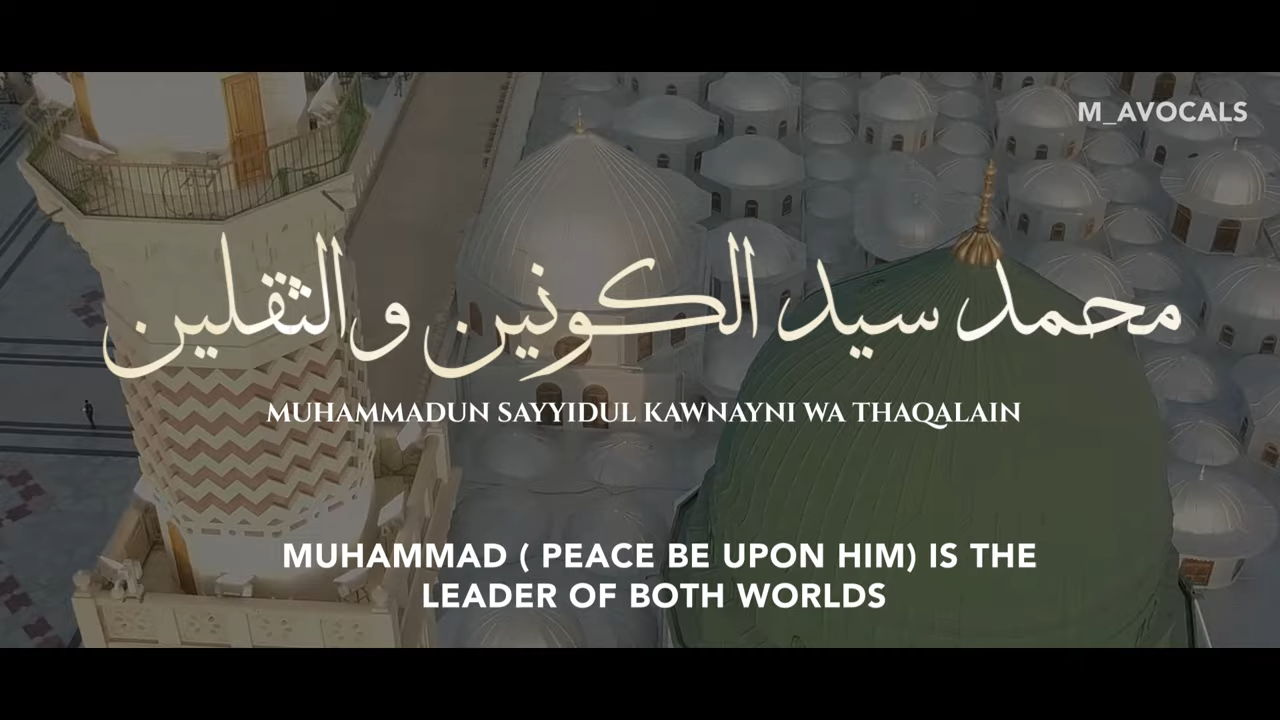 M_AVOCALS
محمد سيد الكونين والثقلين
MUHAMMADUN SAYYIDUL KAWNAYNI WA THAQALAIN
MUHAMMAD ( PEACE BE UPON HIM) IS THE
LEADER OF BOTH WORLDS